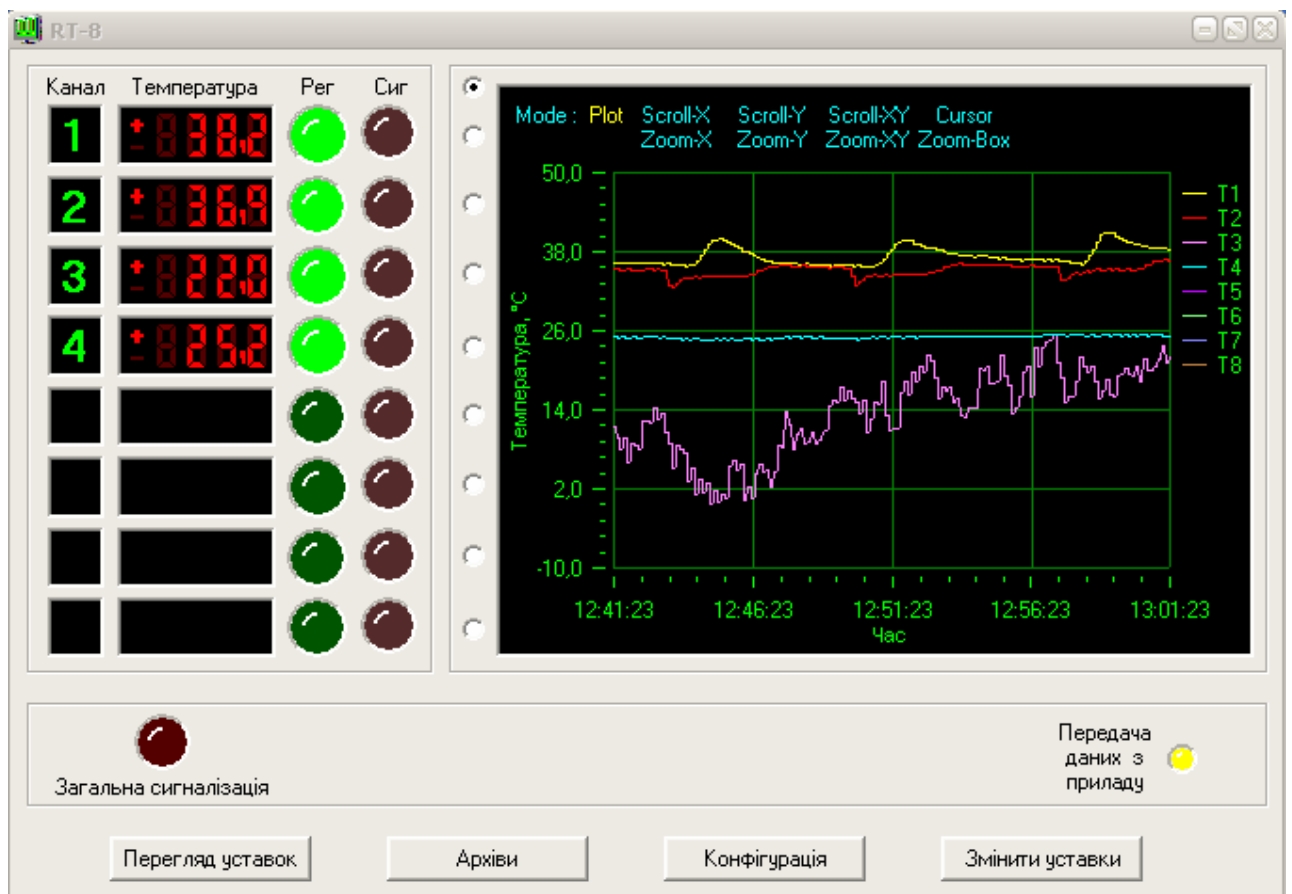 RT-8
Канал Температура Рег Сиг
1 +38,2
2 +36,9
3 +22,0
4 +25,2
Mode : Plot Scroll-X Scroll-Y Scroll-XY Cursor
Zoom-X Zoom-Y Zoom-XY Zoom-Box
50,0
38,0
26,0
14,0
2,0
-10,0
Температура, °C
12:41:23 12:46:23 12:51:23 12:56:23 13:01:23
Час
T1
T2
T3
T4
T5
T6
T7
T8
Загальна сигналізація
Передача
даних з
приладу
Перегляд уставок Архіви Конфігурація Змінити уставки